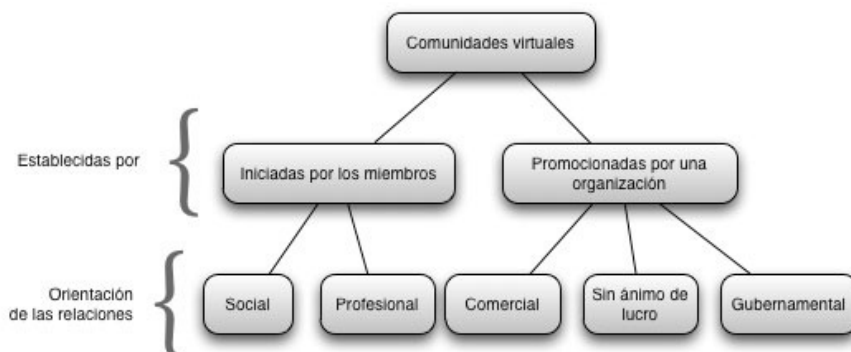 Comunidades virtuales
Establecidas por
Iniciadas por los miembros
Promocionadas por una
organización
Orientación
de las relaciones
Social
Profesional
Comercial
Sin ánimo de
lucro
Gubernamental